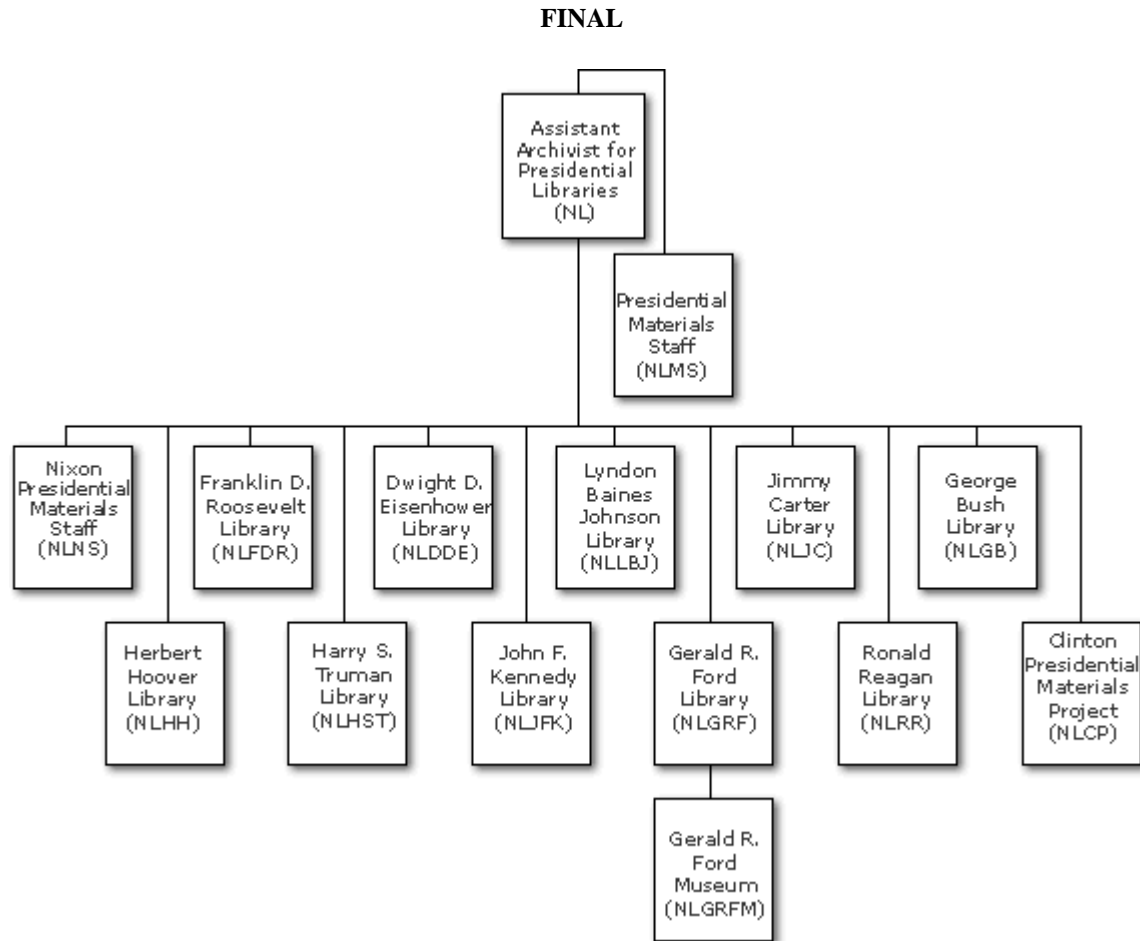 FINAL
Assistant
Archivist for
Presidential
Libraries
(NL)
Presidential
Materials
Staff
(NLMS)
Nixon
Presidential
Materials
Staff
(NLNS)
Franklin D.
Roosevelt
Library
(NLFDR)
Dwight D.
Eisenhower
Library
(NLDDE)
Lyndon
Baines
Johnson
Library
(NLLBJ)
Jimmy
Carter
Library
(NLJC)
George
Bush
Library
(NLGB)
Herbert
Hoover
Library
(NLHH)
Harry S.
Truman
Library
(NLHST)
John F.
Kennedy
Library
(NLJFK)
Gerald R.
Ford
Library
(NLGRF)
Ronald
Reagan
Library
(NLRR)
Clinton
Presidential
Materials
Project
(NLCP)
Gerald R.
Ford
Museum
(NLGRFM)